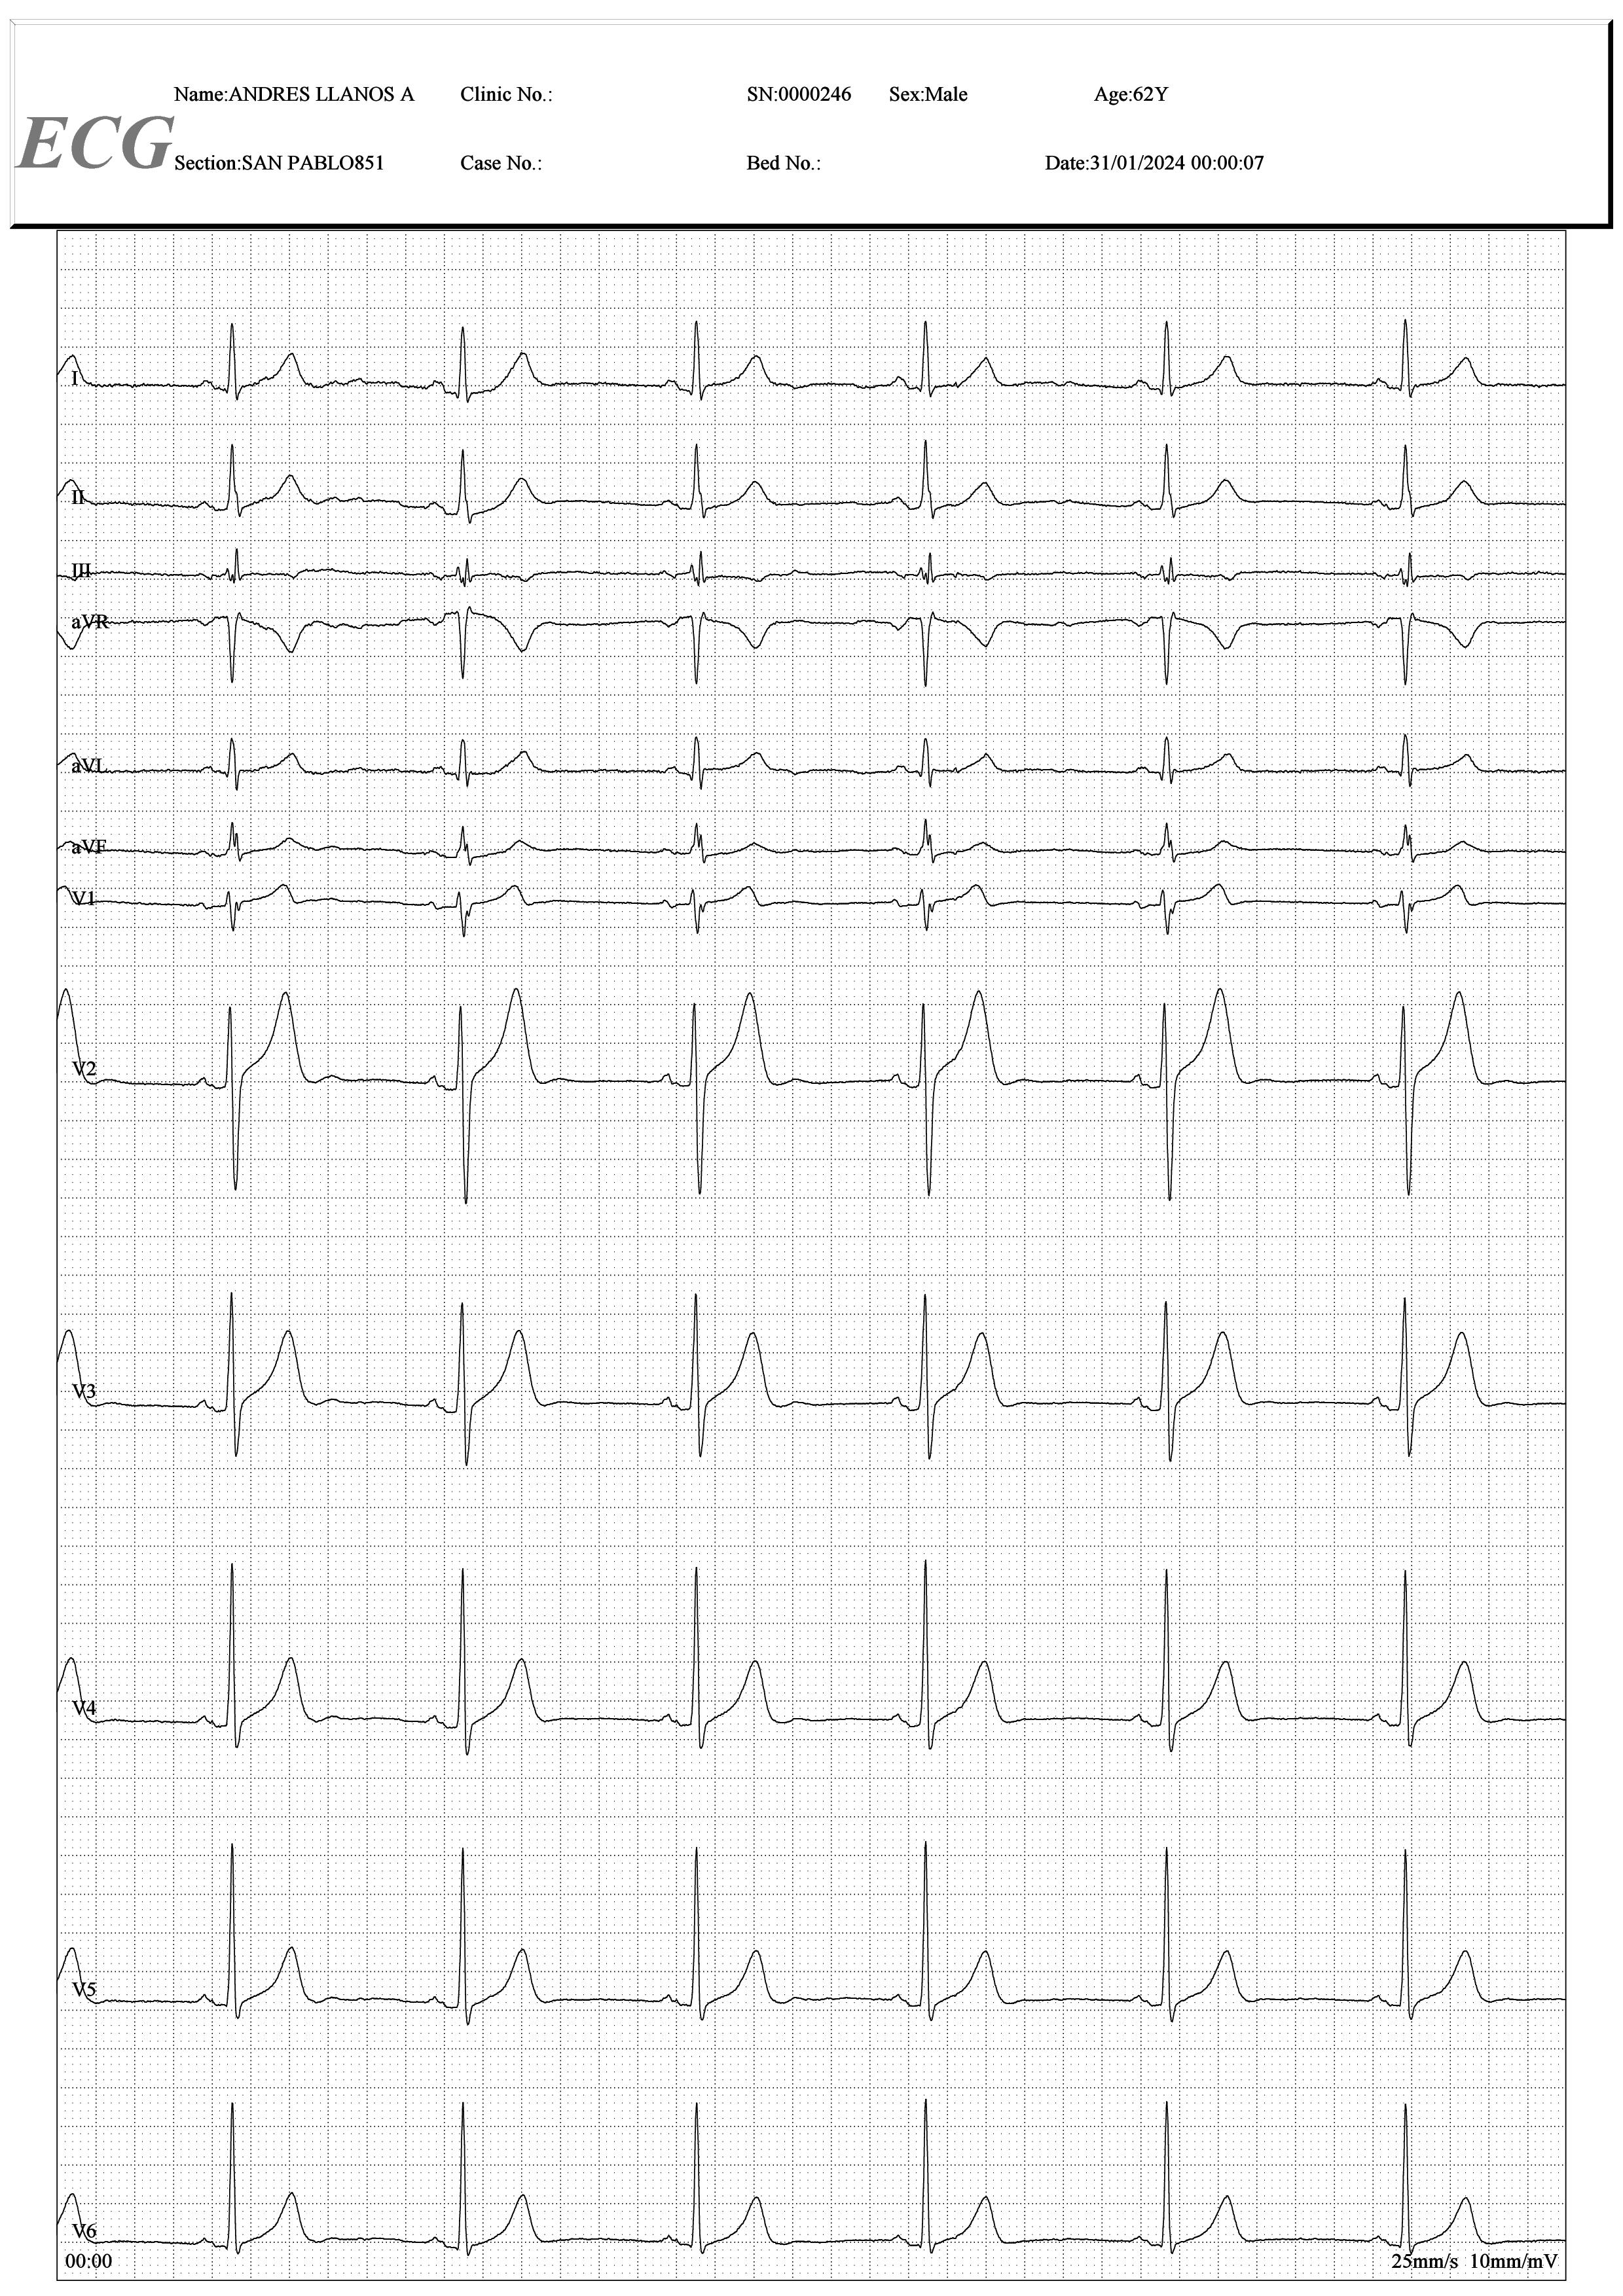 Name:ANDRES LLANOS A Clinic No.: SN:0000246 Sex:Male Age:62Y
ECG
Section:SAN PABLO851 Case No.: Bed No.: Date:31/01/2024 00:00:07
I
II
III
aVR
aVL
aVF
V1
V2
V3
V4
V5
V6
00:00 25mm/s 10mm/mV